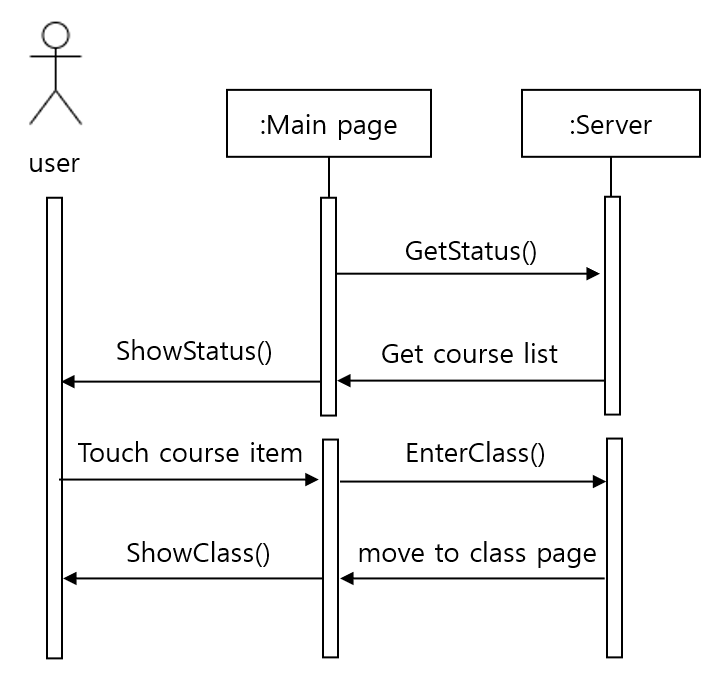 :Main page
:Server
user
GetStatus()
ShowStatus()
Get course list
Touch course item
EnterClass()
ShowClass()
move to class page